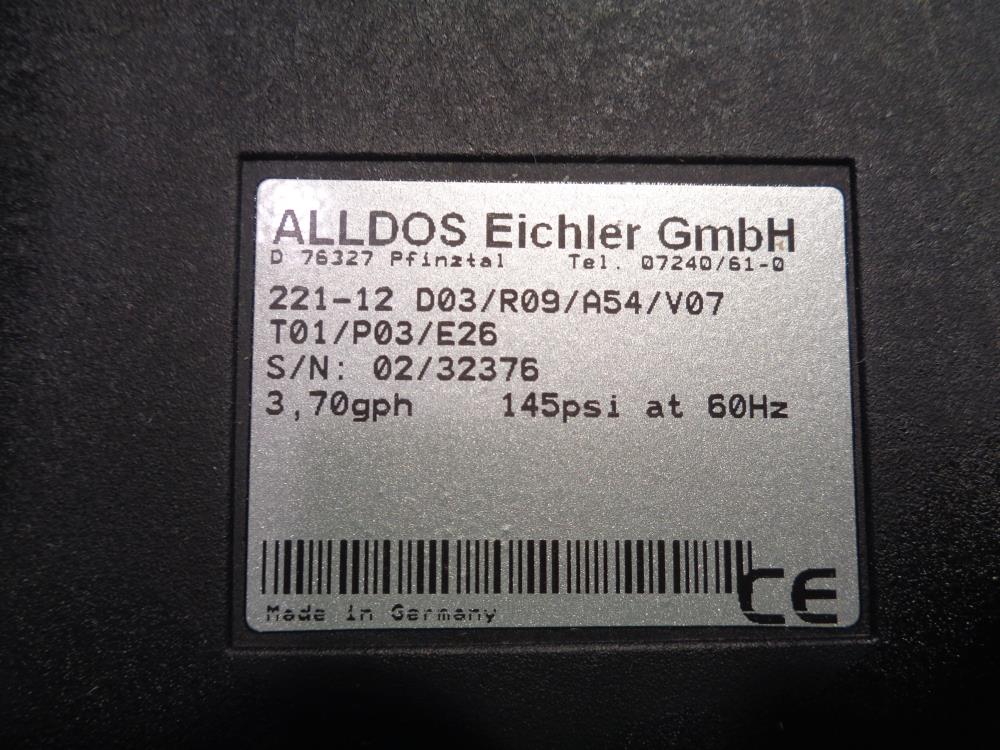 ALLDOS Eichler GmbH
D 76327 Pfinztal Tel. 07240/61-0
221-12 D03/R09/A54/V07
T01/P03/E26
S/N: 02/32376
3,70gph 145psi at 60Hz
CE
Made in Germany